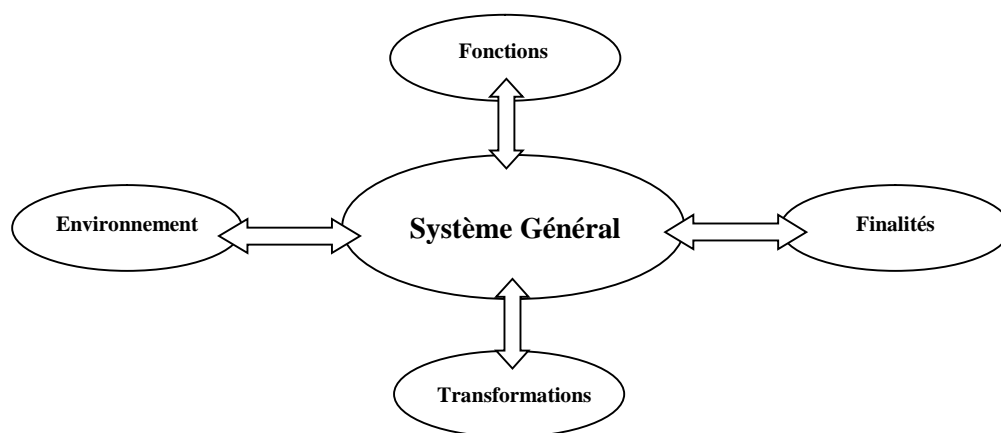 Fonctions
Environnement
Système Général
Finalités
Transformations